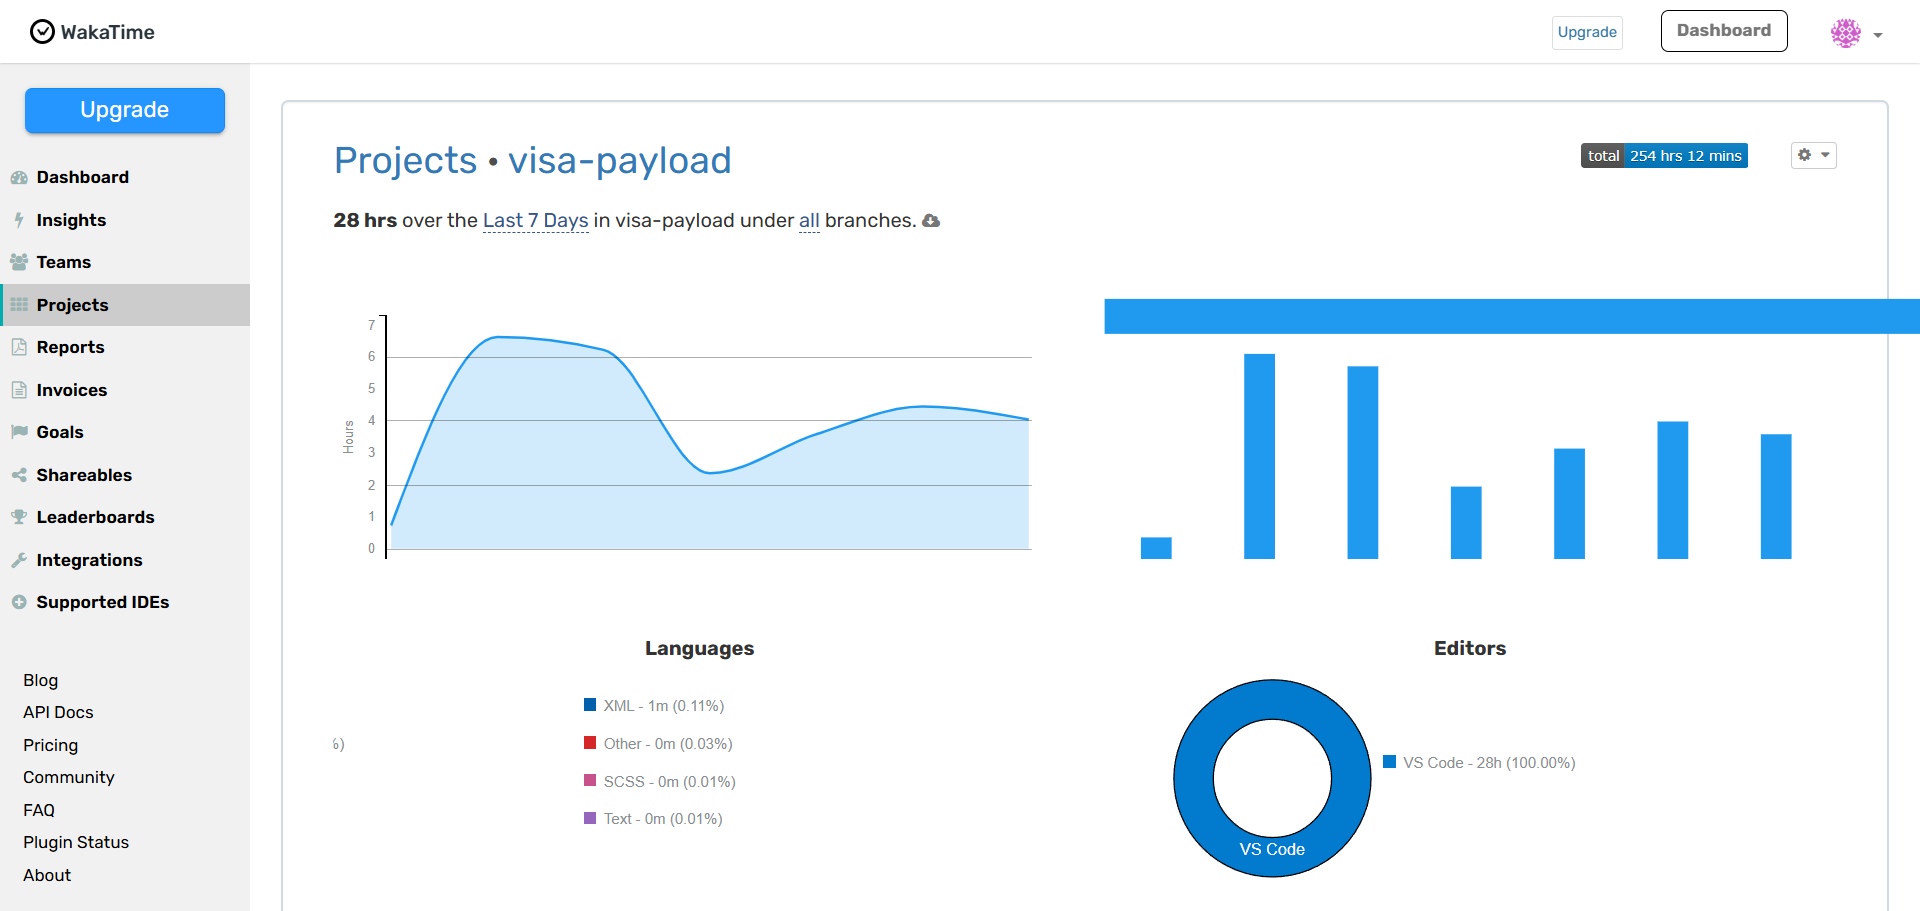 WakaTime
Upgrade
Dashboard
Upgrade
Dashboard
Insights
Teams
Projects
Reports
Invoices
Goals
Shareables
Leaderboards
Integrations
Supported IDEs
Blog
API Docs
Pricing
Community
FAQ
Plugin Status
About
Projects • visa-payload
total 254 hrs 12 mins
28 hrs over the Last 7 Days in visa-payload under all branches.
7
6
5
4
3
2
1
0
Hours
Languages
%)
XML - 1m (0.11%)
Other - 0m (0.03%)
SCSS - 0m (0.01%)
Text - 0m (0.01%)
Editors
VS Code
VS Code - 28h (100.00%)